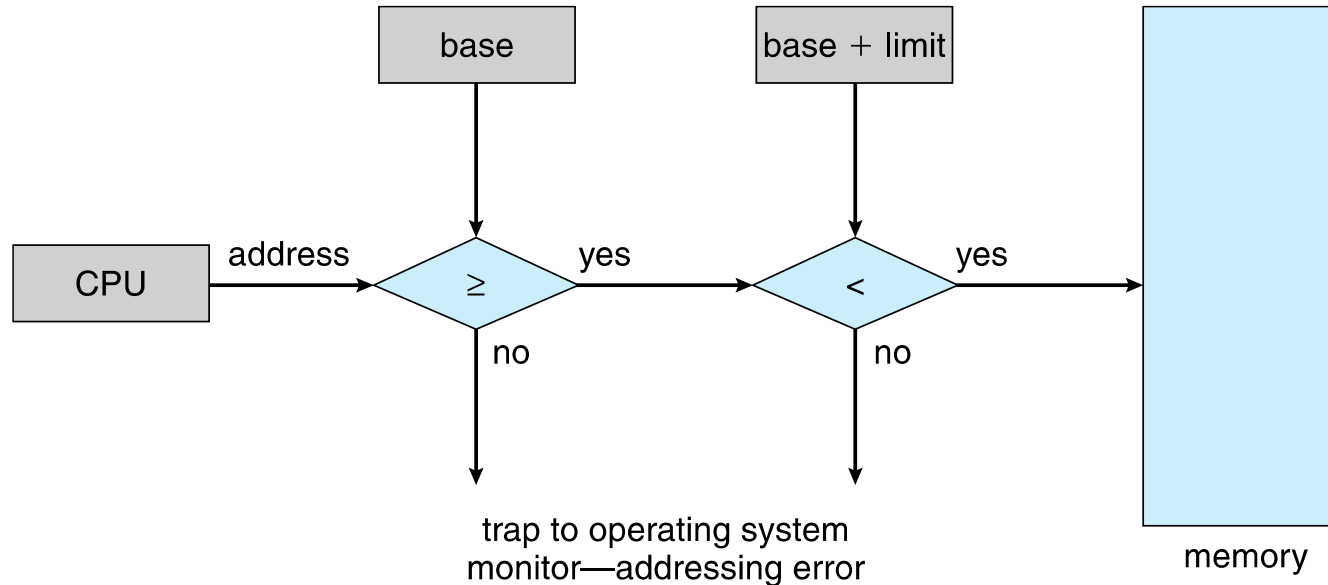 base
base + limit
CPU
address
≥
yes
<
yes
no
no
trap to operating system
monitor—addressing error
memory